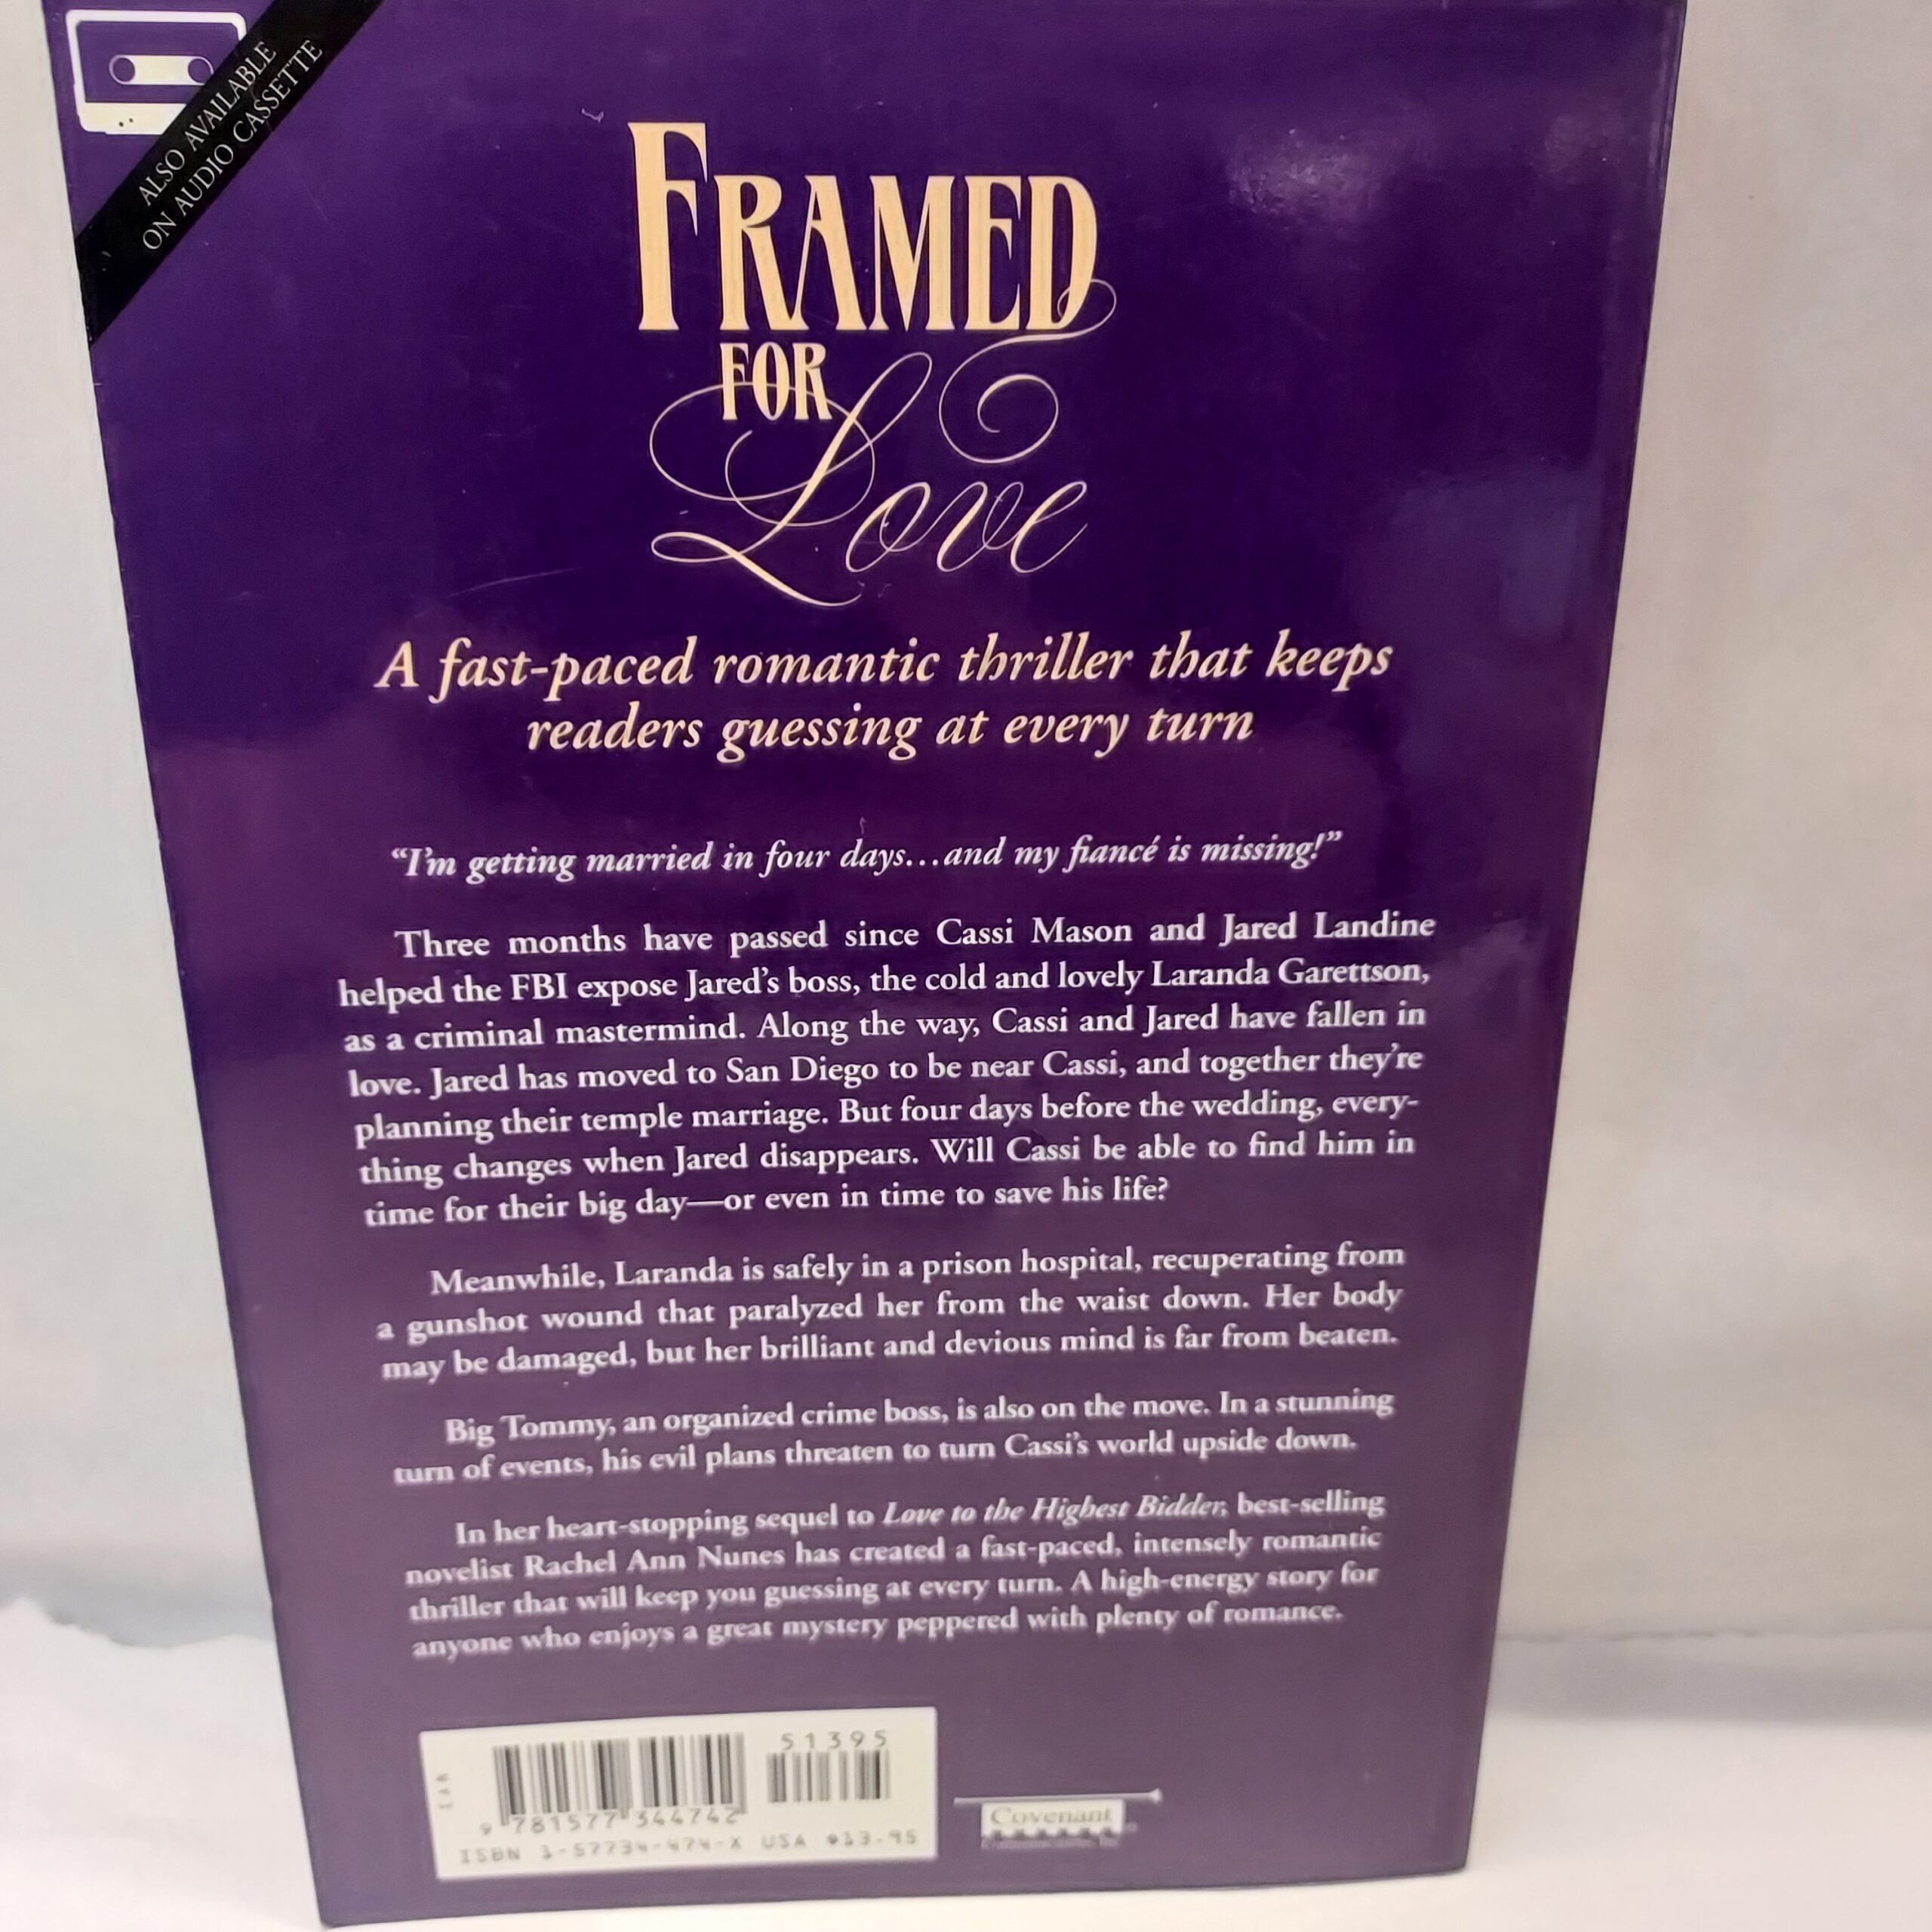 ALSO AVAILABLE
ON AUDIO CASSETTE
FRAMED
FOR
Love
A fast-paced romantic thriller that keeps
readers guessing at every turn
“I’m getting married in four days…and my fiancé is missing!”
Three months have passed since Cassi Mason and Jared Landine
helped the FBI expose Jared’s boss, the cold and lovely Laranda Garettson,
as a criminal mastermind. Along the way, Cassi and Jared have fallen in
love. Jared has moved to San Diego to be near Cassi, and together they’re
planning their temple marriage. But four days before the wedding, every-
thing changes when Jared disappears. Will Cassi be able to find him in
time for their big day—or even in time to save his life?
Meanwhile, Laranda is safely in a prison hospital, recuperating from
a gunshot wound that paralyzed her from the waist down. Her body
may be damaged, but her brilliant and devious mind is far from beaten.
Big Tommy, an organized crime boss, is also on the move. In a stunning
turn of events, his evil plans threaten to turn Cassi’s world upside down.
In her heart-stopping sequel to Love to the Highest Bidder, best-selling
novelist Rachel Ann Nunes has created a fast-paced, intensely romantic
thriller that will keep you guessing at every turn. A high-energy story for
anyone who enjoys a great mystery peppered with plenty of romance.
51395
EAN
9 781577 344742
ISBN 1-57734-474-X USA $13.95
Covenant